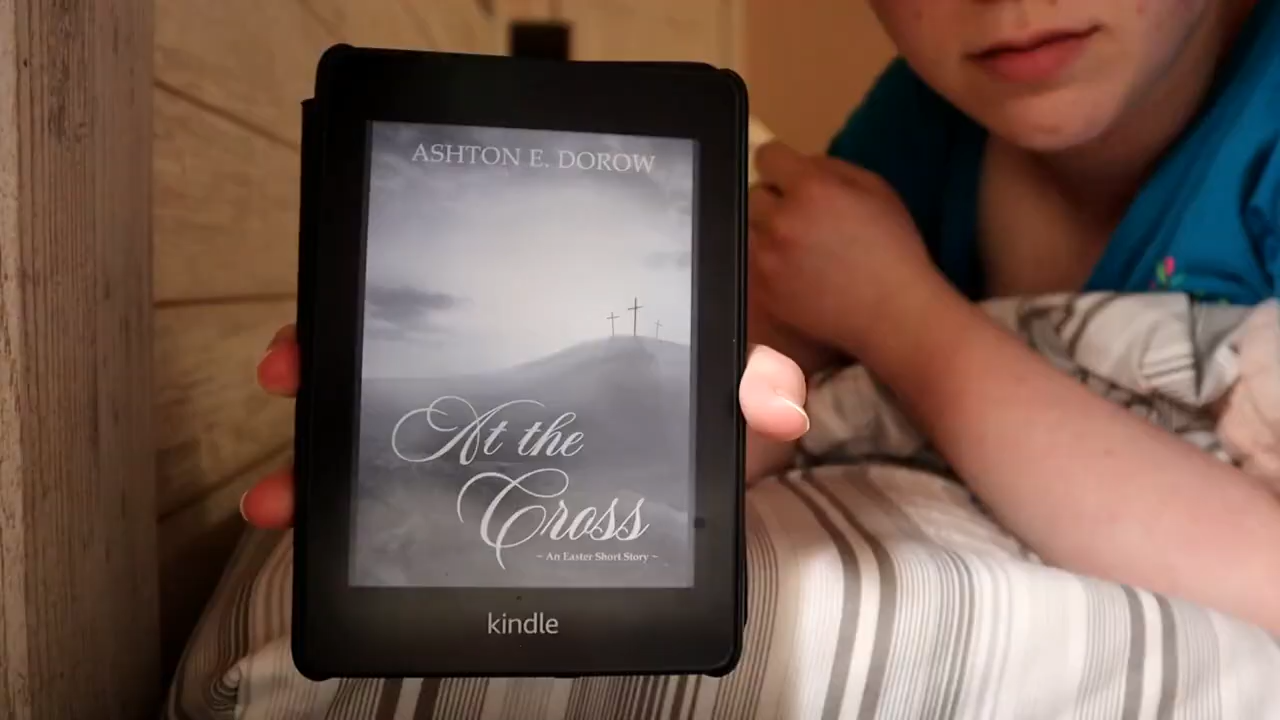 ASHTON E. DOROW
At the
Cross
~ An Easter Short Story ~
kindle